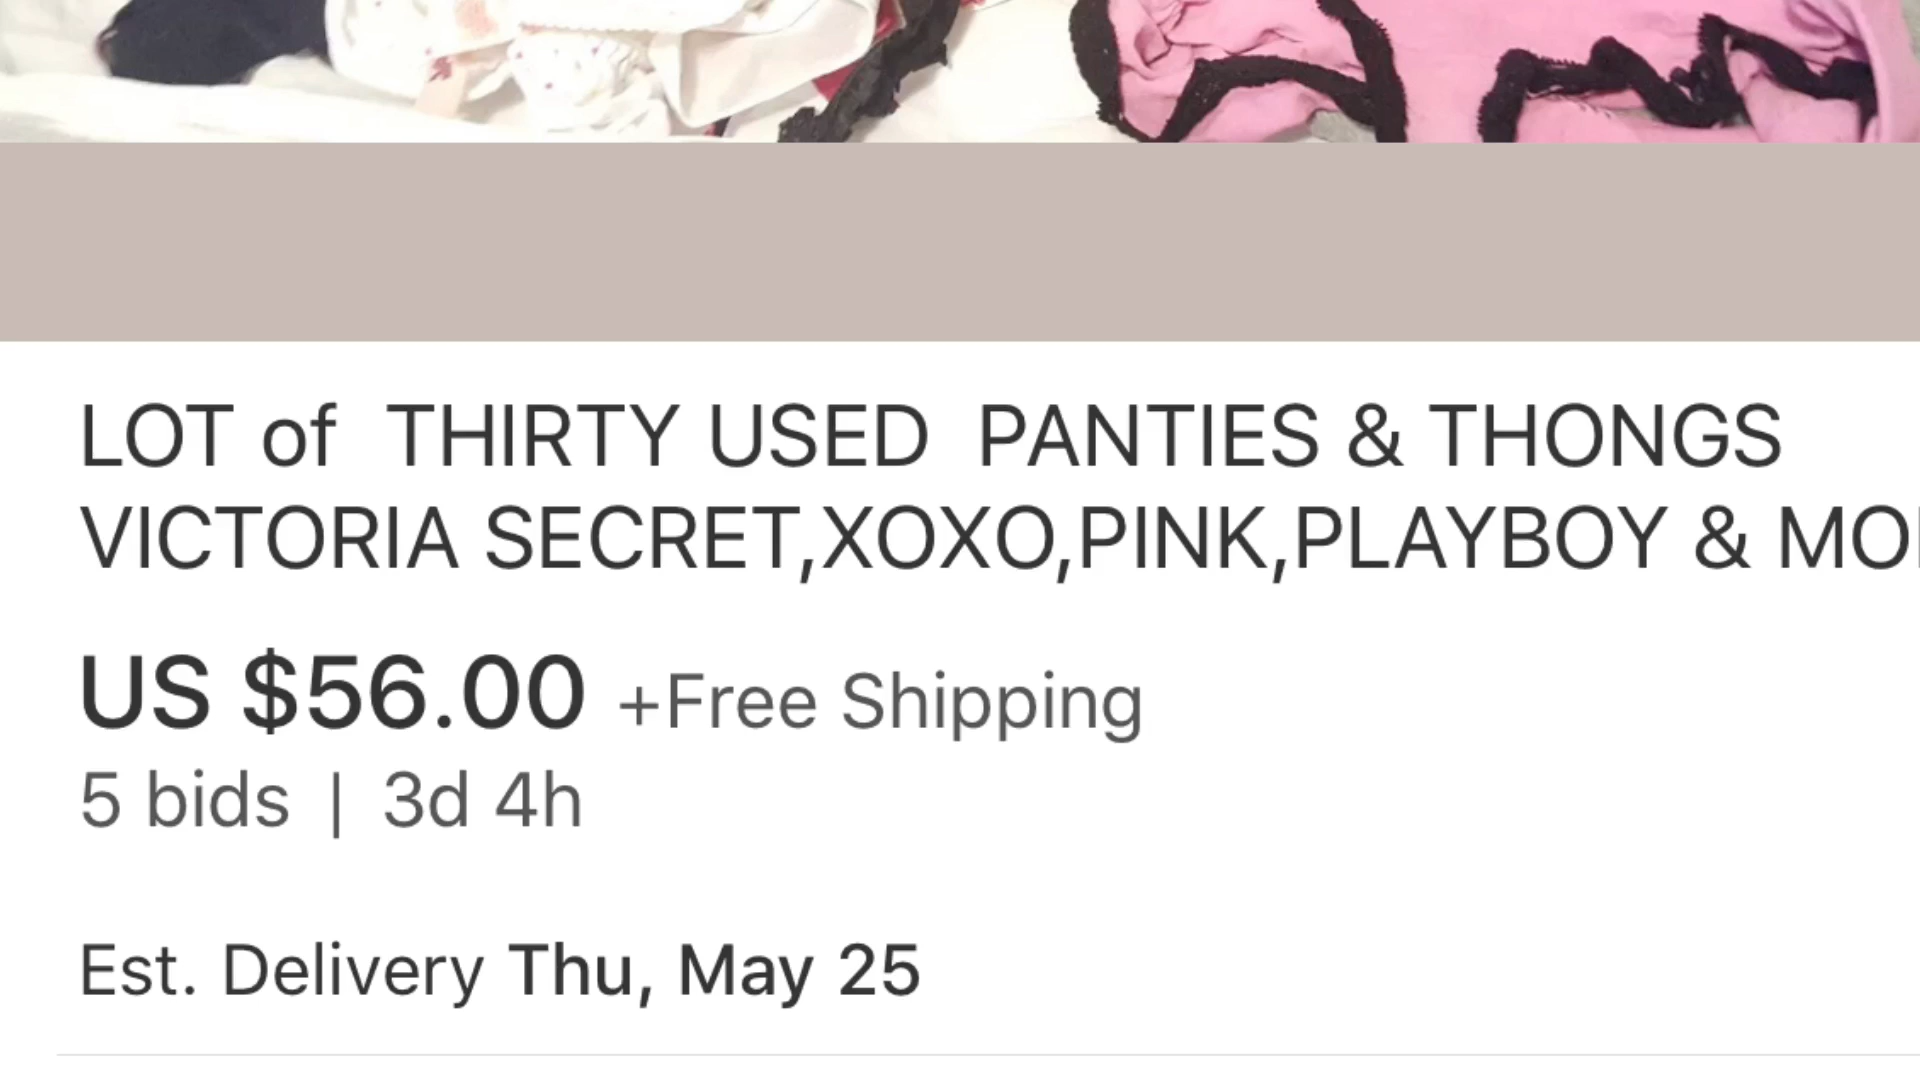 LOT of THIRTY USED PANTIES & THONGS
VICTORIA SECRET,XOXO,PINK,PLAYBOY &
US $56.00 +Free Shipping
5 bids | 3d 4h
Est. Delivery Thu, May 25